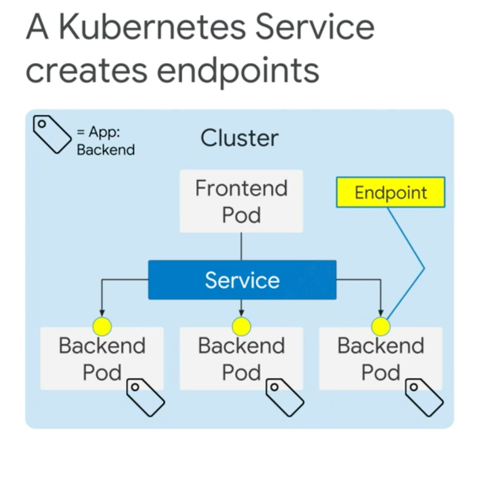 A Kubernetes Service
creates endpoints
= App:
Backend
Cluster
Frontend
Pod
Endpoint
Service
Backend
Pod
Backend
Pod
Backend
Pod